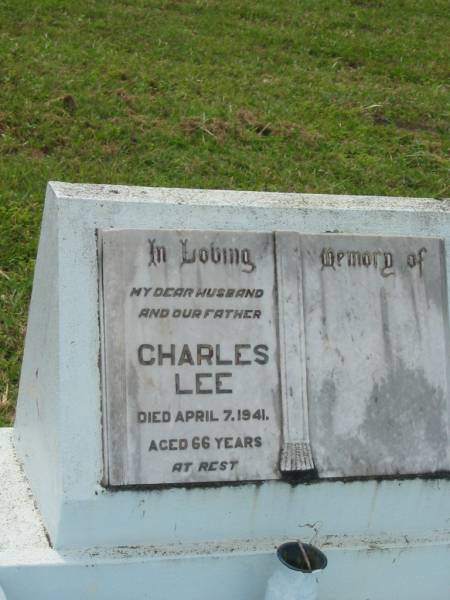 In Loving Memory of
MY DEAR HUSBAND
AND OUR FATHER
CHARLES
LEE
DIED APRIL 7.1941.
AGED 66 YEARS
AT REST